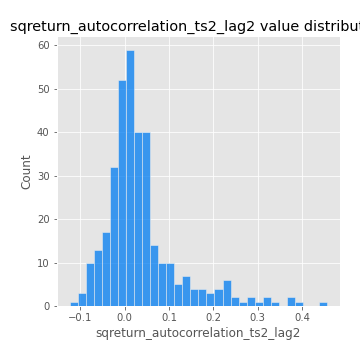 sqreturn_autocorrelation_ts2_lag2 value distribut
60
50
40
30
20
10
0
Count
−0.1 0.0 0.1 0.2 0.3 0.4
sqreturn_autocorrelation_ts2_lag2